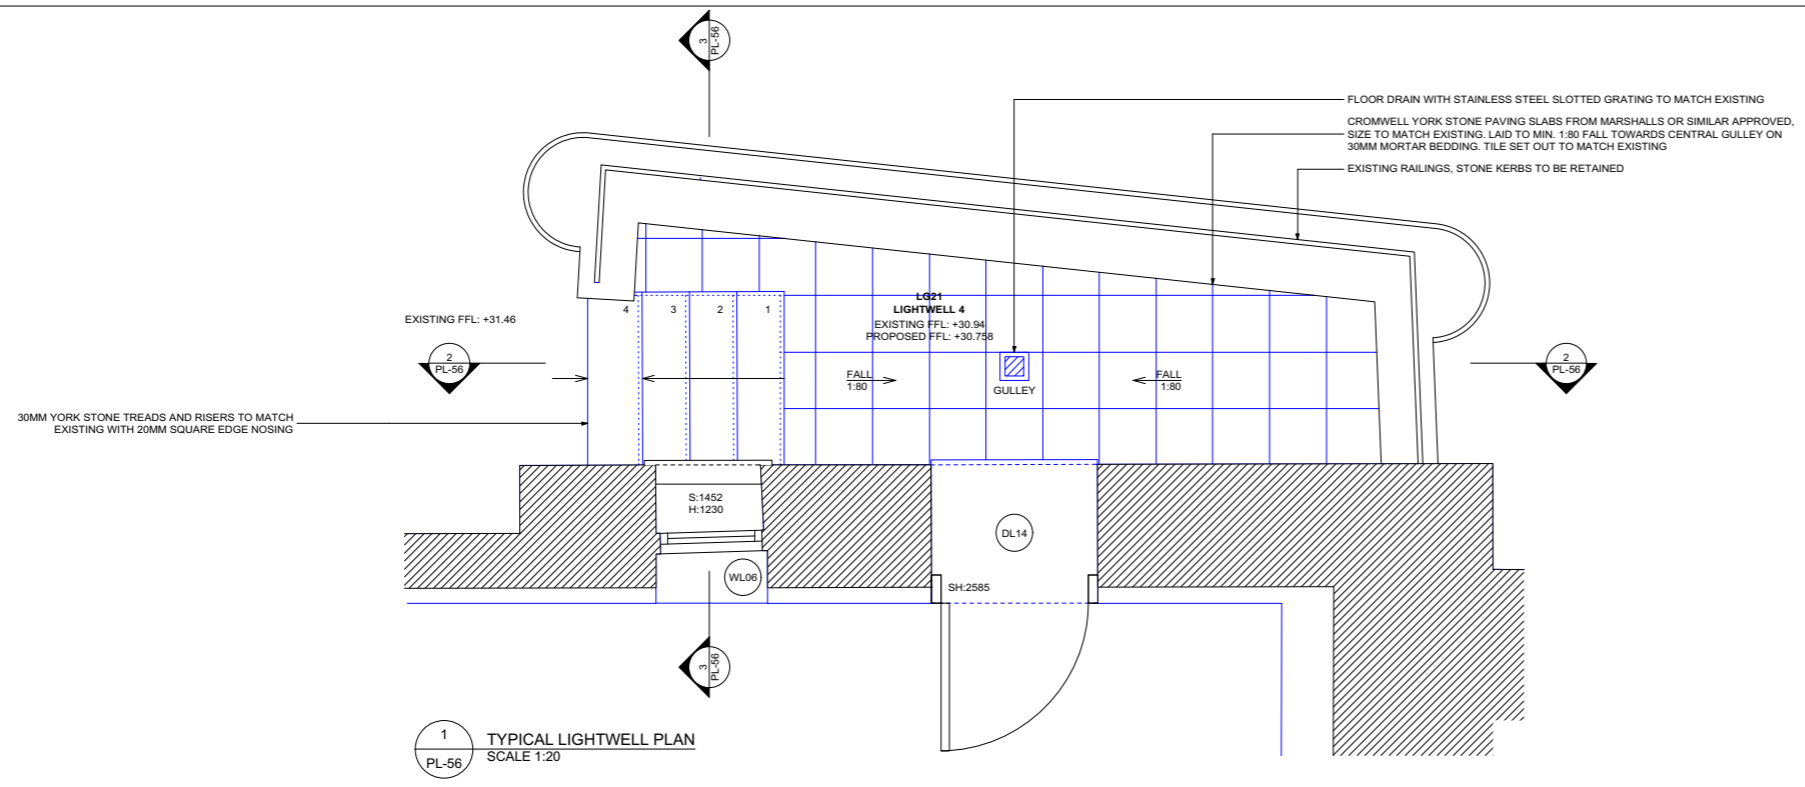 3
PL-56
FLOOR DRAIN WITH STAINLESS STEEL SLOTTED GRATING TO MATCH EXISTING
CROMWELL YORK STONE PAVING SLABS FROM MARSHALLS OR SIMILAR APPROVED,
SIZE TO MATCH EXISTING. LAID TO MIN. 1:80 FALL TOWARDS CENTRAL GULLEY ON
30MM MORTAR BEDDING. TILE SET OUT TO MATCH EXISTING
EXISTING RAILINGS, STONE KERBS TO BE RETAINED
EXISTING FFL: +31.46
4
3
2
1
LG21
LIGHTWELL 4
EXISTING FFL: +30.94
PROPOSED FFL: +30.758
2
PL-56
FALL
1:80
GULLEY
FALL
1:80
2
PL-56
30MM YORK STONE TREADS AND RISERS TO MATCH
EXISTING WITH 20MM SQUARE EDGE NOSING
S:1452
H:1230
DL14
WL06
SH:2585
3
PL-56
1
PL-56
TYPICAL LIGHTWELL PLAN
SCALE 1:20